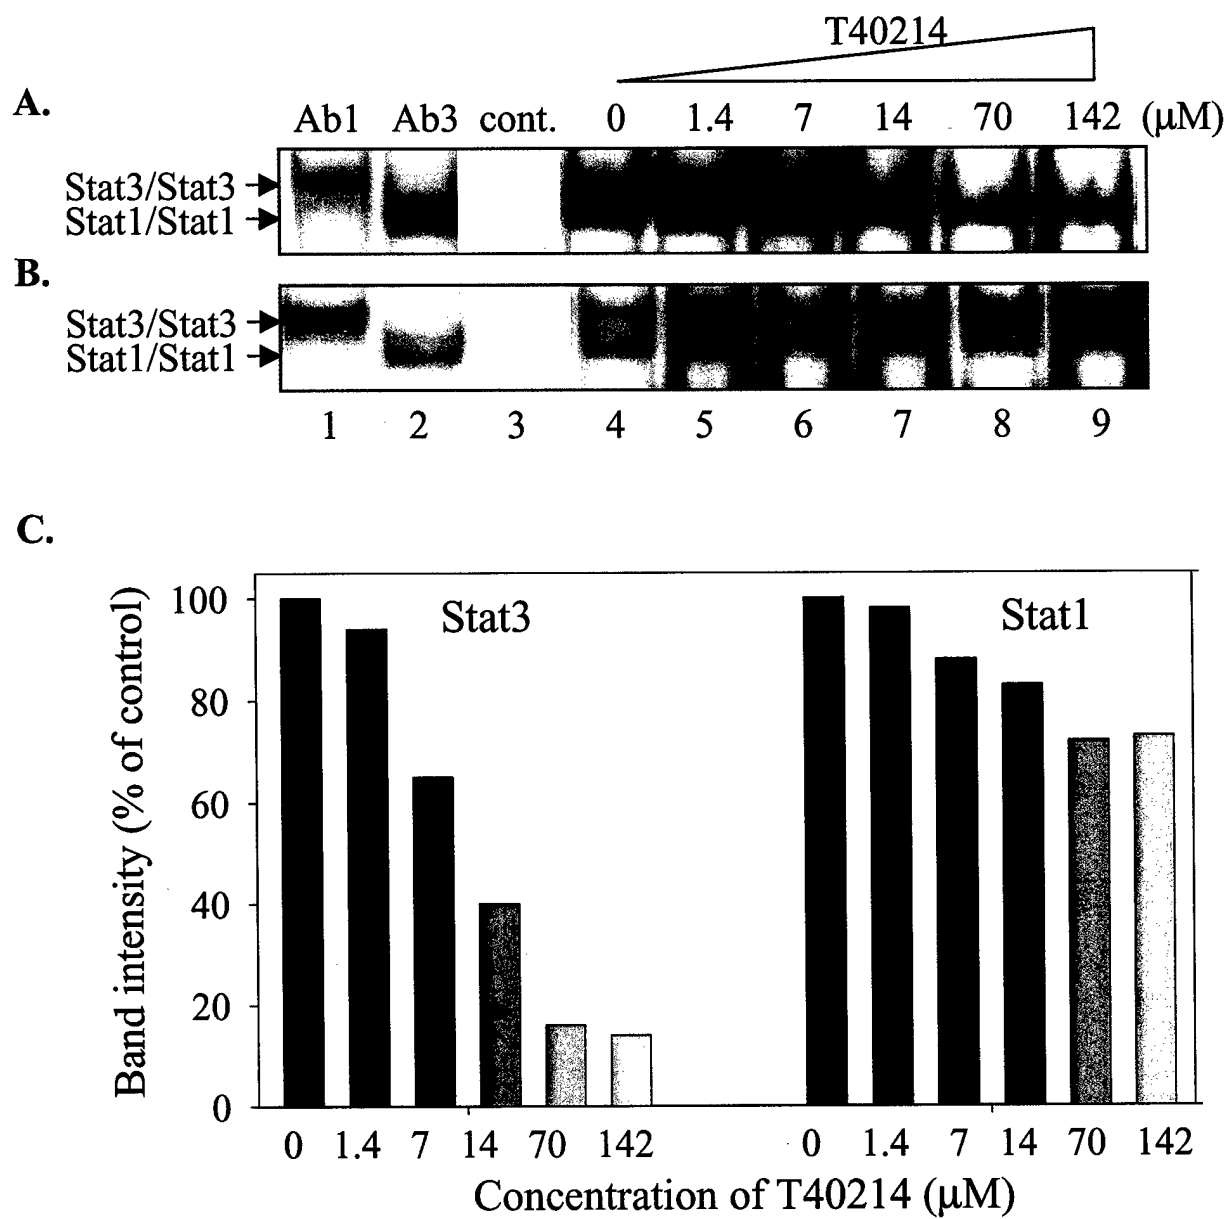 T40214
A.
Ab1 Ab3 cont. 0 1.4 7 14 70 142 (μM)
Stat3/Stat3
Stat1/Stat1
B.
Stat3/Stat3
Stat1/Stat1
1 2 3 4 5 6 7 8 9
C.
Band intensity (% of control)
100
80
60
40
20
0
Stat3
Stat1
0 1.4 7 14 70 142 0 1.4 7 14 70 142
Concentration of T40214 (μM)